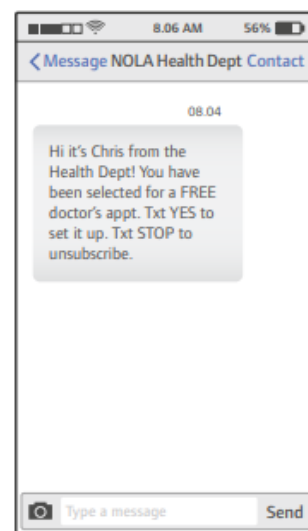 8.06 AM 56%
Message NOLA Health Dept Contact
08.04
Hi it's Chris from the
Health Dept! You have
been selected for a FREE
doctor's appt. Txt YES to
set it up. Txt STOP to
unsubscribe.
Type a message Send